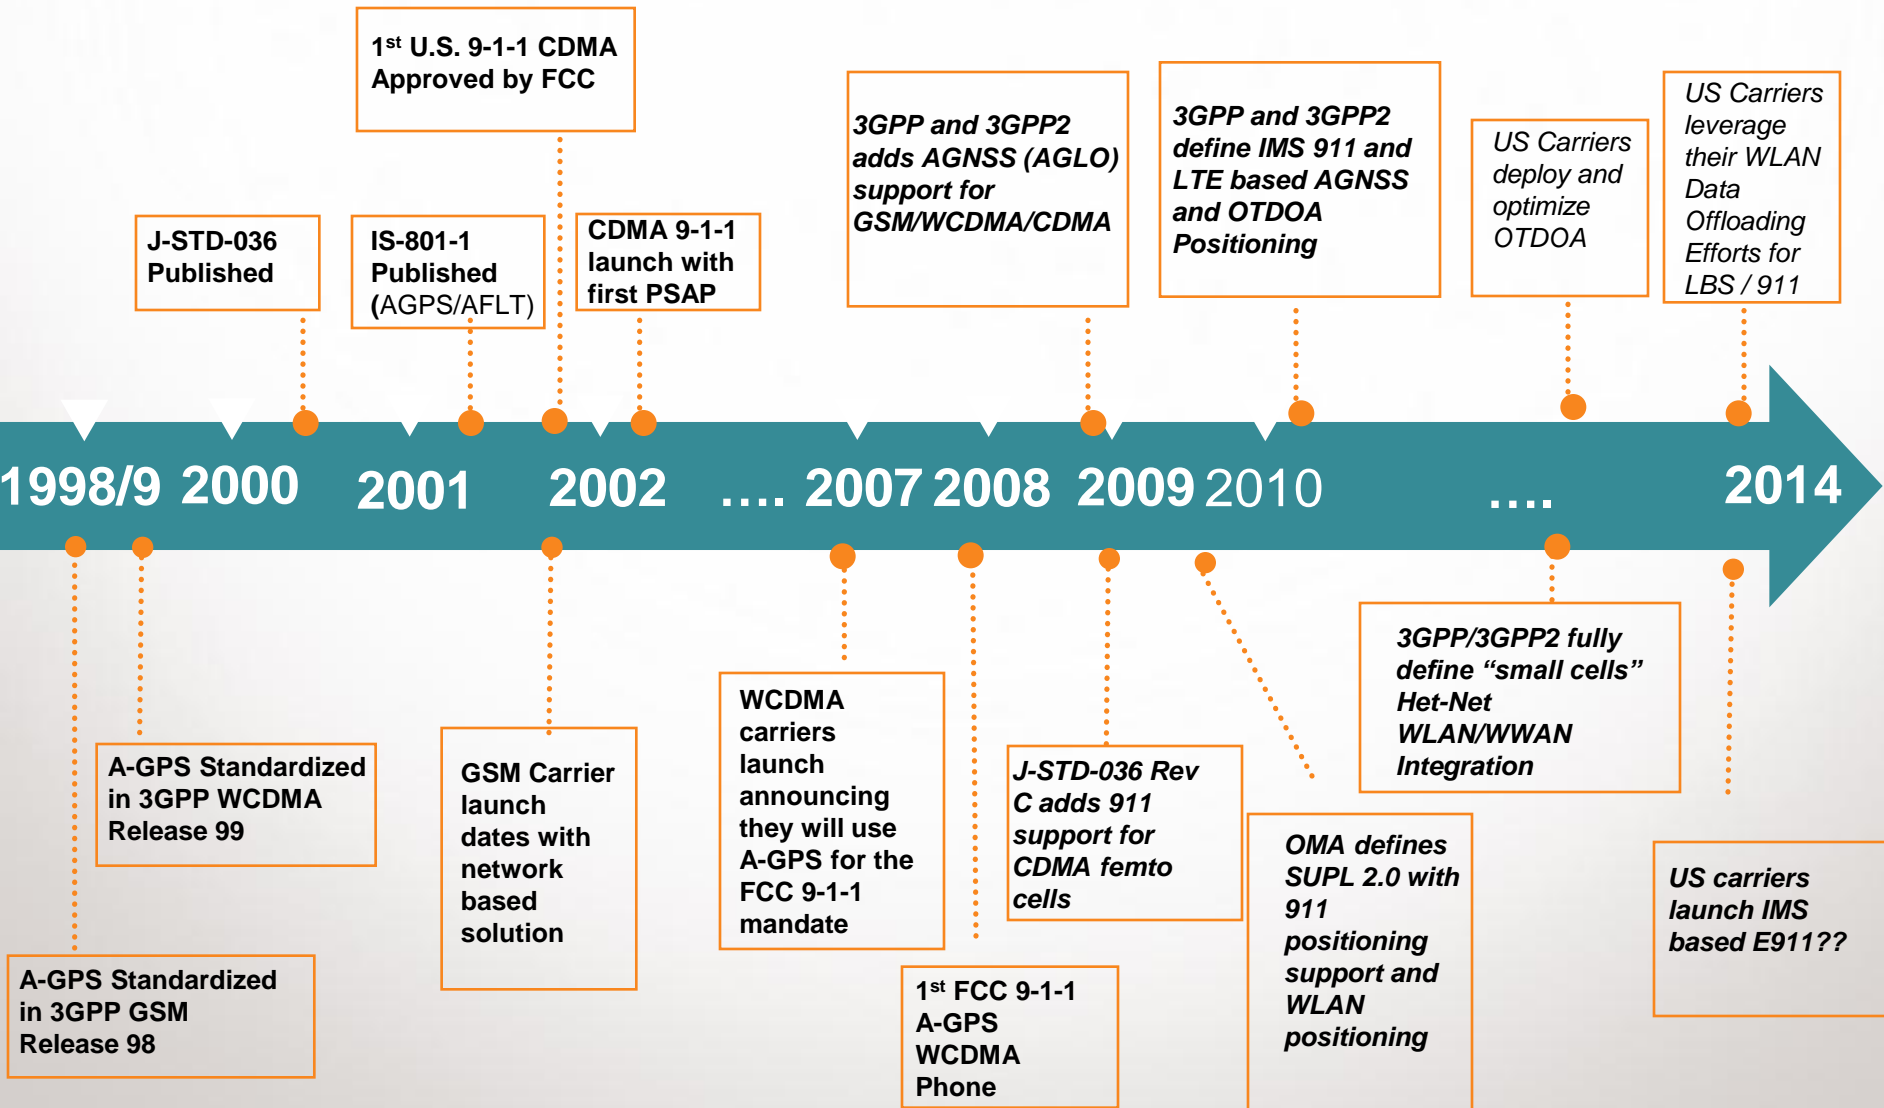 1st U.S. 9-1-1 CDMA
Approved by FCC
J-STD-036
Published
IS-801-1
Published
(AGPS/AFLT)
CDMA 9-1-1
launch with
first PSAP
3GPP and 3GPP2
adds AGNSS (AGLO)
support for
GSM/WCDMA/CDMA
3GPP and 3GPP2
define IMS 911 and
LTE based AGNSS
and OTDOA
Positioning
US Carriers
deploy and
optimize
OTDOA
US Carriers
leverage
their WLAN
Data
Offloading
Efforts for
LBS / 911
1998/9 2000 2001 2002 .... 2007 2008 2009 2010 .... 2014
A-GPS Standardized
in 3GPP GSM
Release 98
A-GPS Standardized
in 3GPP WCDMA
Release 99
GSM Carrier
launch
dates with
network
based
solution
WCDMA
carriers
launch
announcing
they will use
A-GPS for the
FCC 9-1-1
mandate
1st FCC 9-1-1
A-GPS
WCDMA
Phone
J-STD-036 Rev
C adds 911
support for
CDMA femto
cells
OMA defines
SUPL 2.0 with
911
positioning
support and
WLAN
positioning
3GPP/3GPP2 fully
define “small cells”
Het-Net
WLAN/WWAN
Integration
US carriers
launch IMS
based E911??